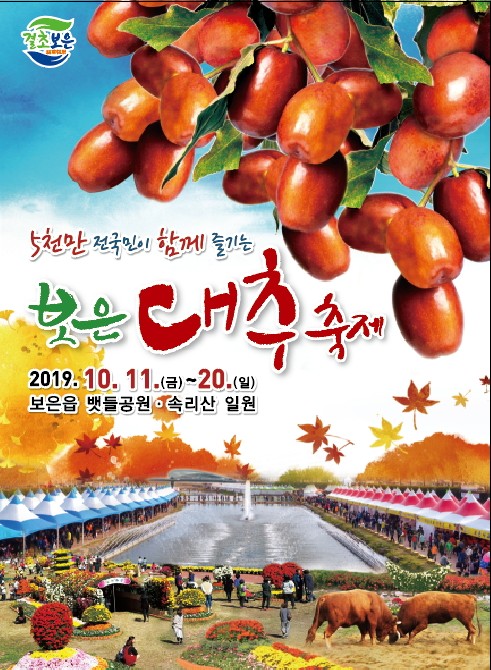 결초보은
5천만 전국민이 함께 즐기는
보은 대추 축제
2019. 10. 11.(금)~20.(일)
보은읍 뱃들공원·속리산 일원